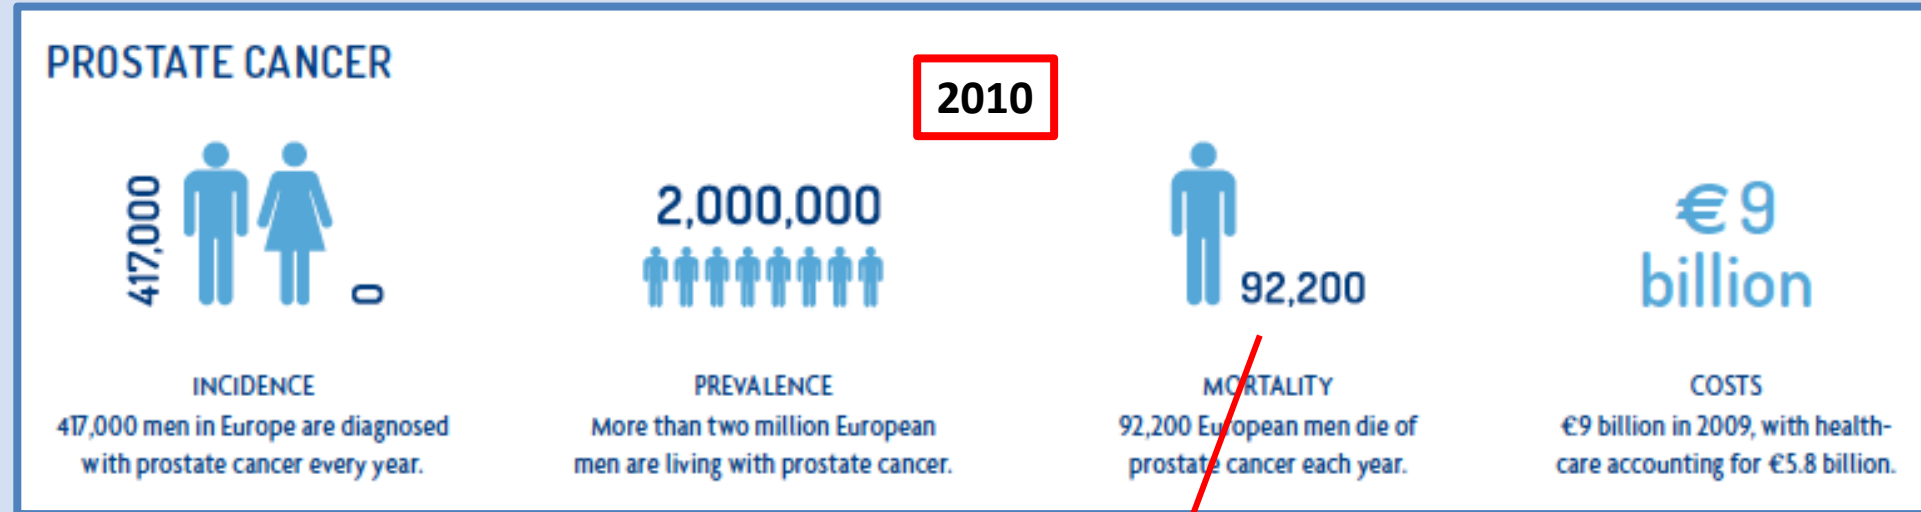 PROSTATE CANCER
2010
417,000
0
INCIDENCE
417,000 men in Europe are diagnosed
with prostate cancer every year.
2,000,000
PREVALENCE
More than two million European
men are living with prostate cancer.
92,200
MORTALITY
92,200 European men die of
prostate cancer each year.
€9
billion
COSTS
€9 billion in 2009, with health-
care accounting for €5.8 billion.